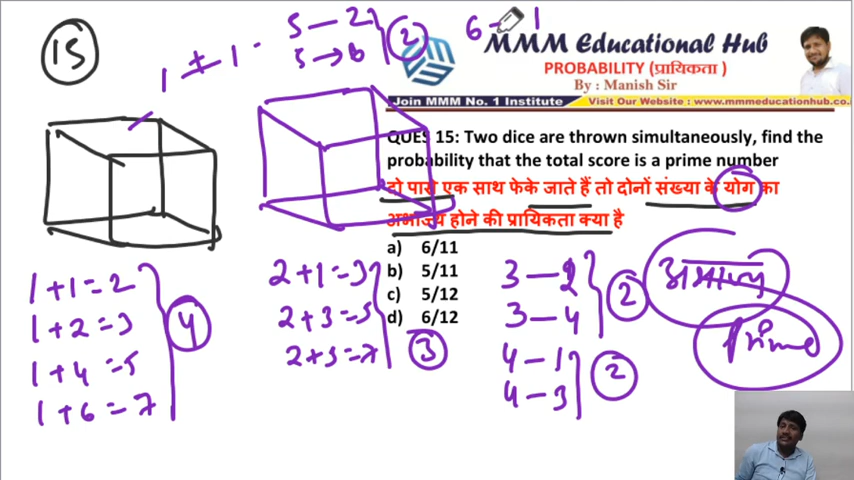 15
1 + 1
5 - 2
5 → 6
2
6 - 1
MMM Educational Hub
PROBABILITY (प्रायिकता )
By : Manish Sir
Join MMM No. 1 Institute
Visit Our Website : www.mmmeducationhub.co.i
QUES 15: Two dice are thrown simultaneously, find the
probability that the total score is a prime number
दो पासे एक साथ फेके जाते हैं तो दोनों संख्या के योग का
अभाज्य होने की प्रायिकता क्या है
a) 6/11
b) 5/11
c) 5/12
d) 6/12
1 + 1 = 2
1 + 2 = 3
1 + 4 = 5
1 + 6 = 7
4
2 + 1 = 3
2 + 3 = 5
2 + 5 = 7
3
3 - 2
3 - 4
2
4 - 1
4 - 3
2
अभाज्य
Prime